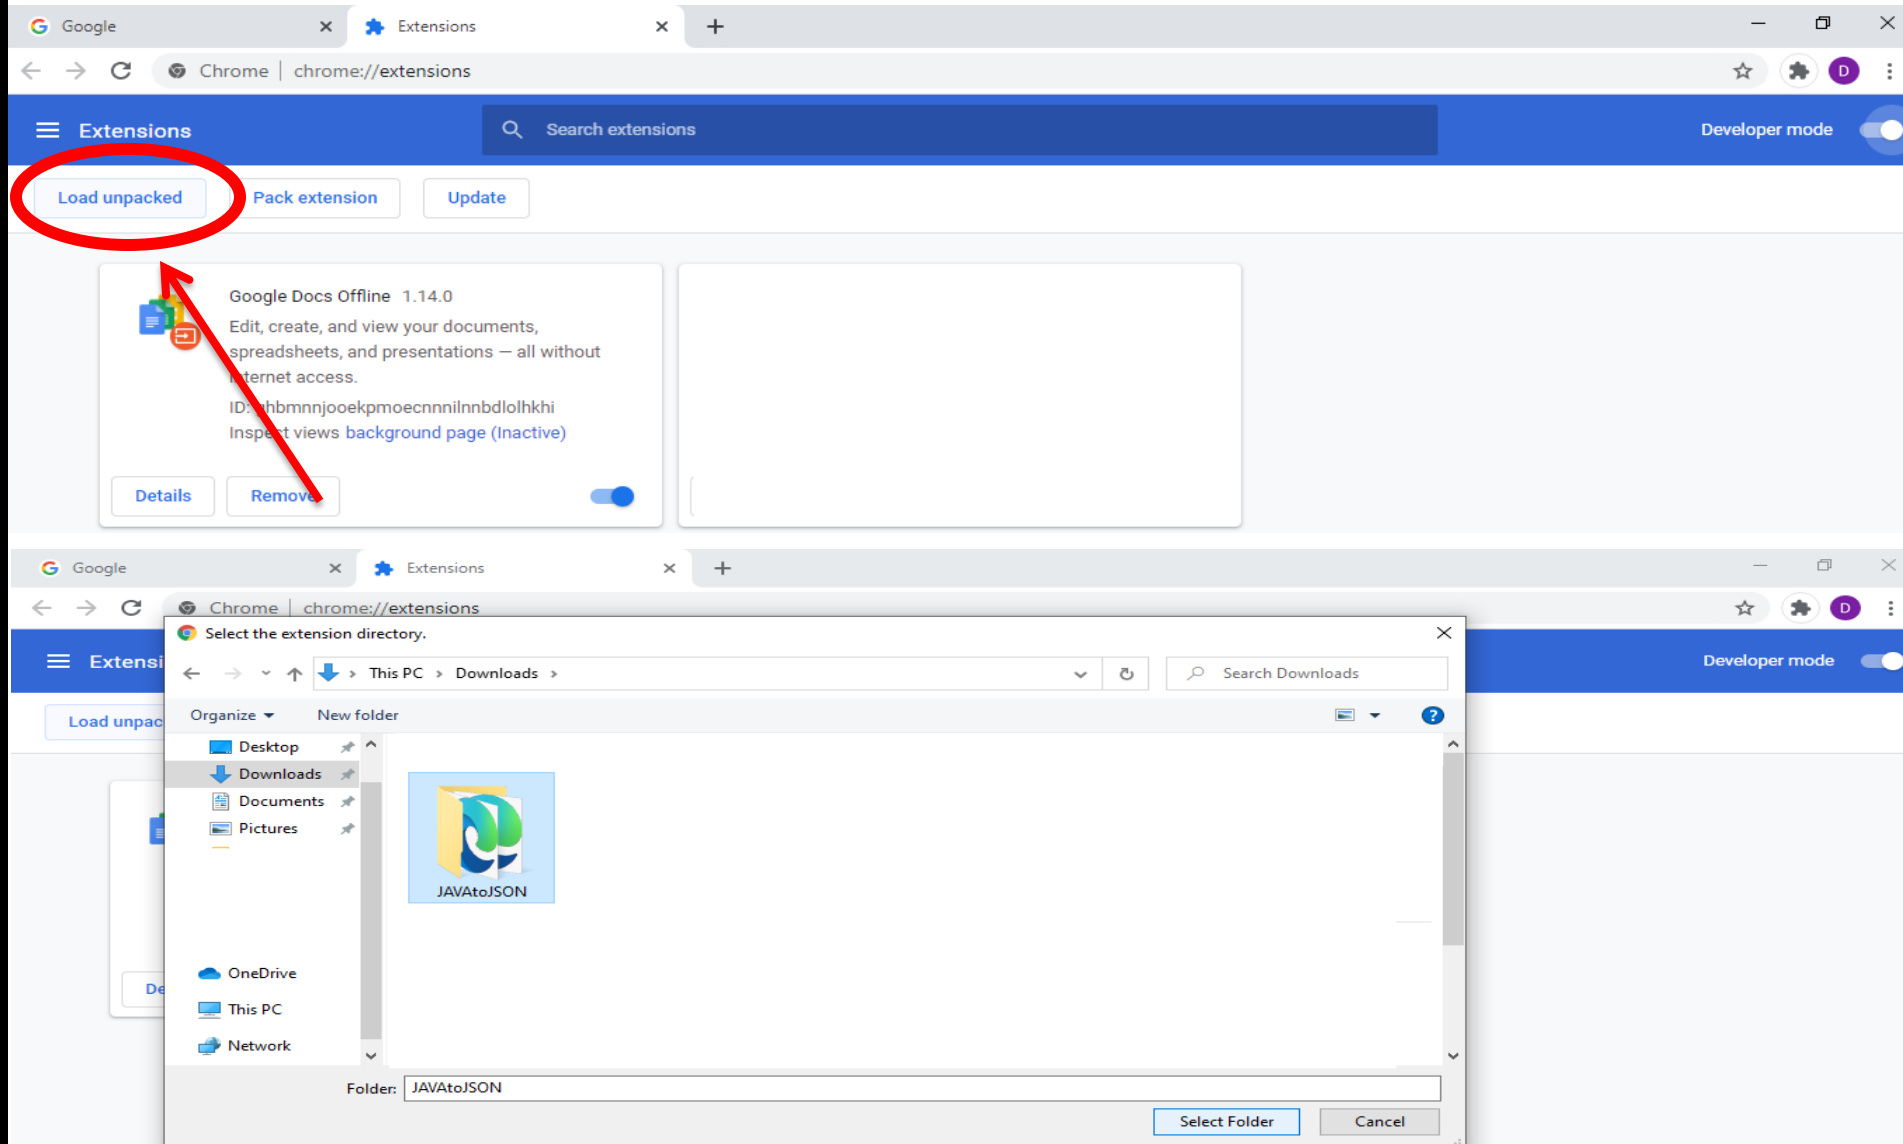 Google
Extensions
Chrome | chrome://extensions
D
Extensions
Search extensions
Developer mode
Load unpacked
Pack extension
Update
Google Docs Offline 1.14.0
Edit, create, and view your documents,
spreadsheets, and presentations — all without
internet access.
ID: ghbmnnjooekpmoecnnnilnnbdlolhkhi
Inspect views background page (Inactive)
Details
Remove
Google
Extensions
Chrome | chrome://extensions
D
Select the extension directory.
Extensi
Developer mode
This PC > Downloads >
Search Downloads
Organize
New folder
Load unpac
Desktop
Downloads
Documents
Pictures
JAVAtoJSON
OneDrive
De
This PC
Network
Folder: JAVAtoJSON
Select Folder
Cancel